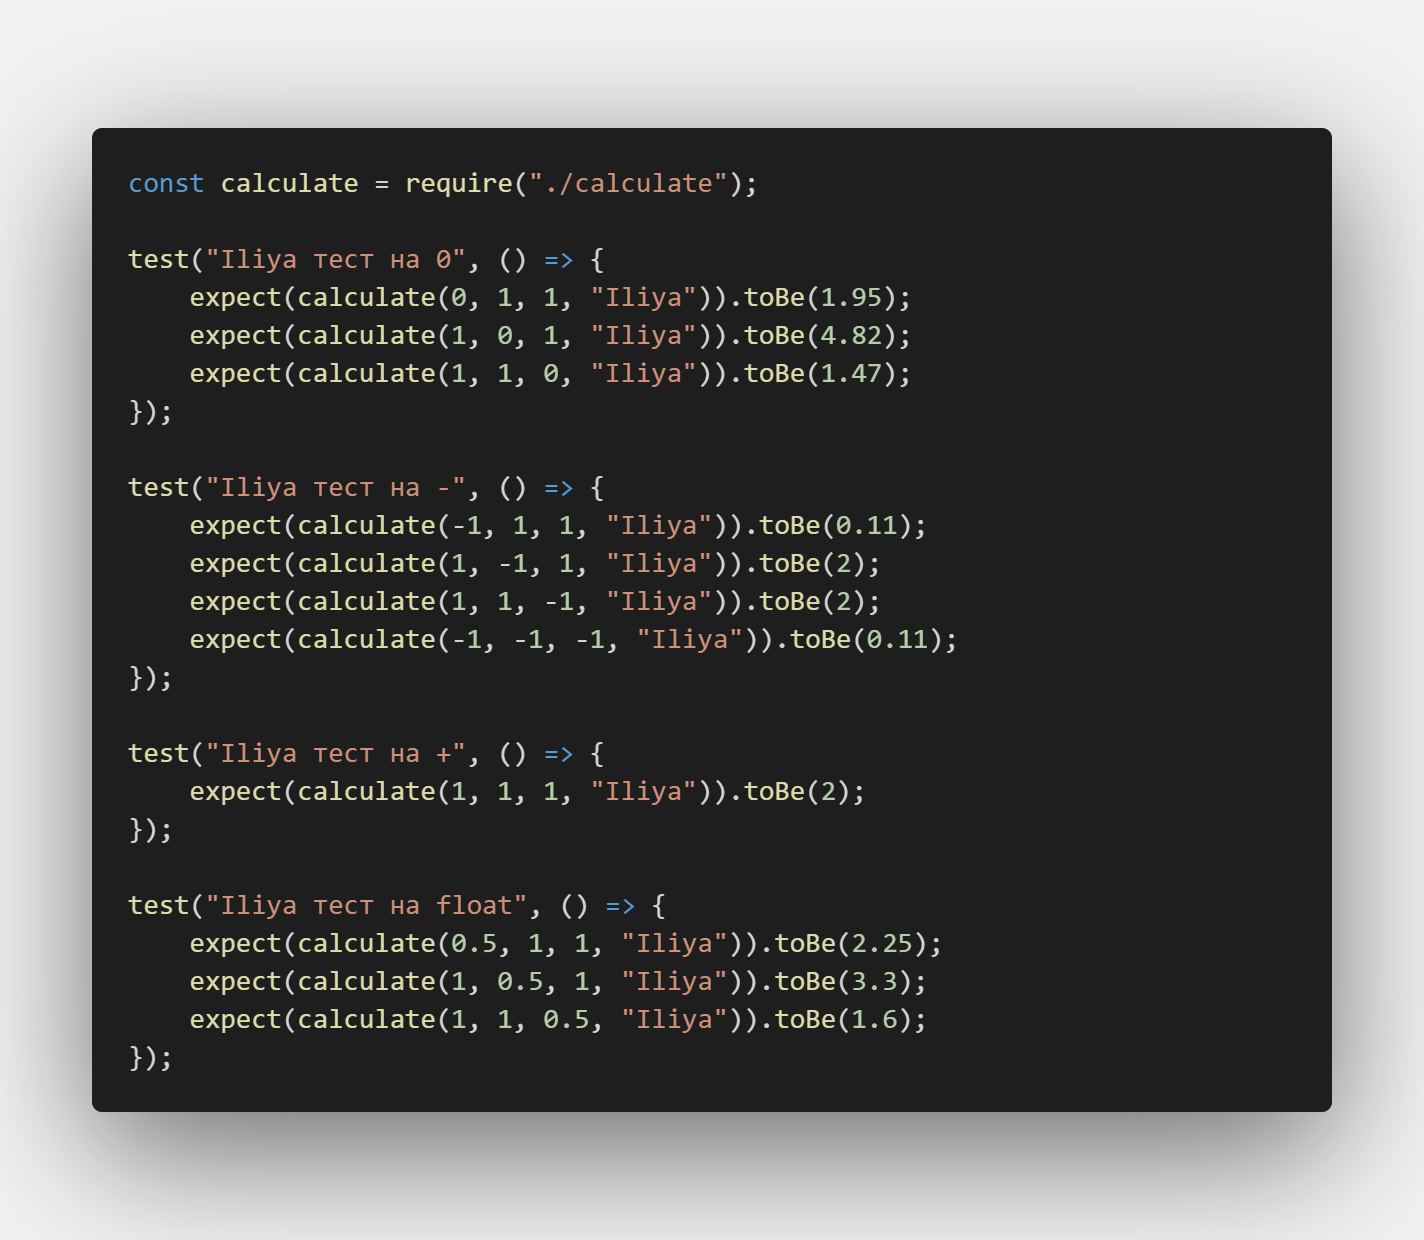 const calculate = require("./calculate");
test("Iliya тест на 0", () => {
    expect(calculate(0, 1, 1, "Iliya")).toBe(1.95);
    expect(calculate(1, 0, 1, "Iliya")).toBe(4.82);
    expect(calculate(1, 1, 0, "Iliya")).toBe(1.47);
});
test("Iliya тест на -", () => {
    expect(calculate(-1, 1, 1, "Iliya")).toBe(0.11);
    expect(calculate(1, -1, 1, "Iliya")).toBe(2);
    expect(calculate(1, 1, -1, "Iliya")).toBe(2);
    expect(calculate(-1, -1, -1, "Iliya")).toBe(0.11);
});
test("Iliya тест на +", () => {
    expect(calculate(1, 1, 1, "Iliya")).toBe(2);
});
test("Iliya тест на float", () => {
    expect(calculate(0.5, 1, 1, "Iliya")).toBe(2.25);
    expect(calculate(1, 0.5, 1, "Iliya")).toBe(3.3);
    expect(calculate(1, 1, 0.5, "Iliya")).toBe(1.6);
});